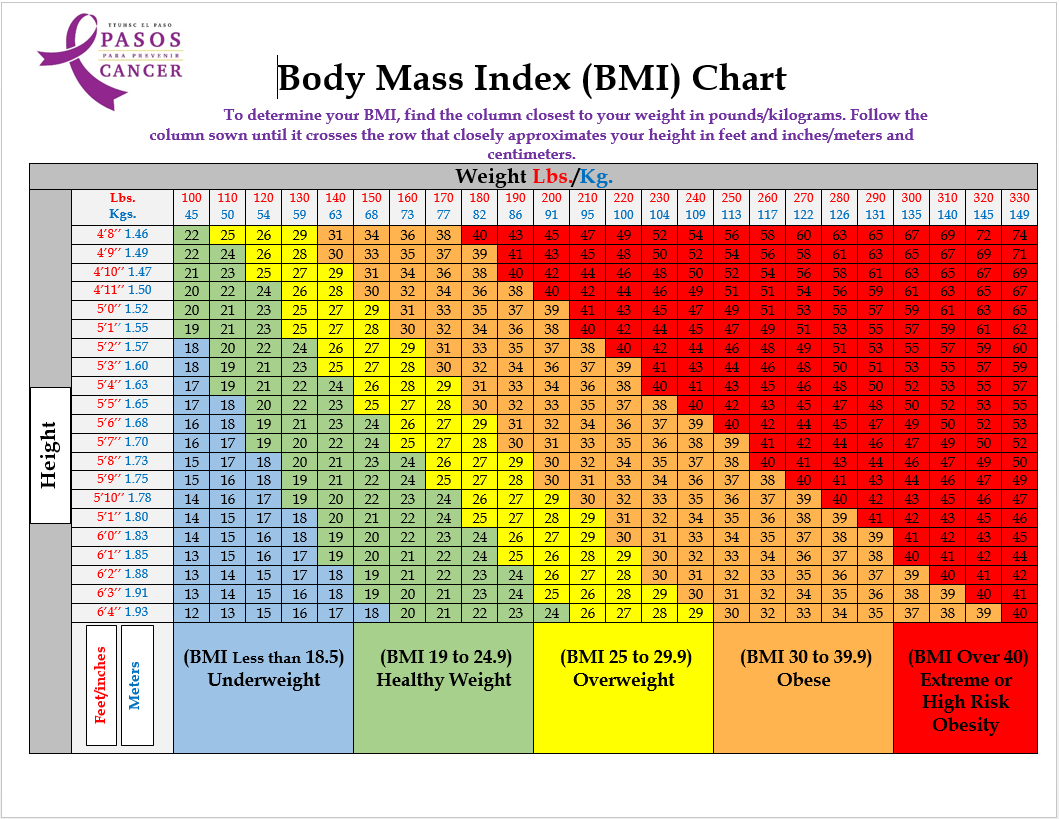 TTUHSC EL PASO
PASOS
PARA PREVENIR
CANCER
Body Mass Index (BMI) Chart
To determine your BMI, find the column closest to your weight in pounds/kilograms. Follow the
column sown until it crosses the row that closely approximates your height in feet and inches/meters and
centimeters.
Weight Lbs./Kg.
Lbs. 100 110 120 130 140 150 160 170 180 190 200 210 220 230 240 250 260 270 280 290 300 310 320 330
Kgs. 45 50 54 59 63 68 73 77 82 86 91 95 100 104 109 113 117 122 126 131 135 140 145 149
Height
4′8′′ 1.46 22 25 26 29 31 34 36 38 40 43 45 47 49 52 54 56 58 60 63 65 67 69 72 74
4′9′′ 1.49 22 24 26 28 30 33 35 37 39 41 43 45 48 50 52 54 56 58 61 63 65 67 69 71
4′10′′ 1.47 21 23 25 27 29 31 34 36 38 40 42 44 46 48 50 52 54 56 58 61 63 65 67 69
4′11′′ 1.50 20 22 24 26 28 30 32 34 36 38 40 42 44 46 49 51 51 54 56 59 61 63 65 67
5′0′′ 1.52 20 21 23 25 27 29 31 33 35 37 39 41 43 45 47 49 51 53 55 57 59 61 63 65
5′1′′ 1.55 19 21 23 25 27 28 30 32 34 36 38 40 42 44 45 47 49 51 53 55 57 59 61 62
5′2′′ 1.57 18 20 22 24 26 27 29 31 33 35 37 38 40 42 44 46 48 49 51 53 55 57 59 60
5′3′′ 1.60 18 19 21 23 25 27 28 30 32 34 36 37 39 41 43 44 46 48 50 51 53 55 57 59
5′4′′ 1.63 17 19 21 22 24 26 28 29 31 33 34 36 38 40 41 43 45 46 48 50 52 53 55 57
5′5′′ 1.65 17 18 20 22 23 25 27 28 30 32 33 35 37 38 40 42 43 45 47 48 50 52 53 55
5′6′′ 1.68 16 18 19 21 23 24 26 27 29 31 32 34 36 37 39 40 42 44 45 47 49 50 52 53
5′7′′ 1.70 16 17 19 20 22 24 25 27 28 30 31 33 35 36 38 39 41 42 44 46 47 49 50 52
5′8′′ 1.73 15 17 18 20 21 23 24 26 27 29 30 32 34 35 37 38 40 41 43 44 46 47 49 50
5′9′′ 1.75 15 16 18 19 21 22 24 25 27 28 30 31 33 34 36 37 38 40 41 43 44 46 47 49
5′10′′ 1.78 14 16 17 19 20 22 23 24 26 27 29 30 32 33 35 36 37 39 40 42 43 45 46 47
5′1′′ 1.80 14 15 17 18 20 21 22 24 25 27 28 29 31 32 34 35 36 38 39 41 42 43 45 46
6′0′′ 1.83 14 15 16 18 19 20 22 23 24 26 27 29 30 31 33 34 35 37 38 39 41 42 43 45
6′1′′ 1.85 13 15 16 17 19 20 21 22 24 25 26 28 29 30 32 33 34 36 37 38 40 41 42 44
6′2′′ 1.88 13 14 15 17 18 19 21 22 23 24 26 27 28 30 31 32 33 35 36 37 39 40 41 42
6′3′′ 1.91 13 14 15 16 18 19 20 21 23 24 25 26 28 29 30 31 32 34 35 36 38 39 40 41
6′4′′ 1.93 12 13 15 16 17 18 20 21 22 23 24 26 27 28 29 30 32 33 34 35 37 38 39 40
Feet/inches
Meters
(BMI Less than 18.5)
Underweight
(BMI 19 to 24.9)
Healthy Weight
(BMI 25 to 29.9)
Overweight
(BMI 30 to 39.9)
Obese
(BMI Over 40)
Extreme or
High Risk
Obesity